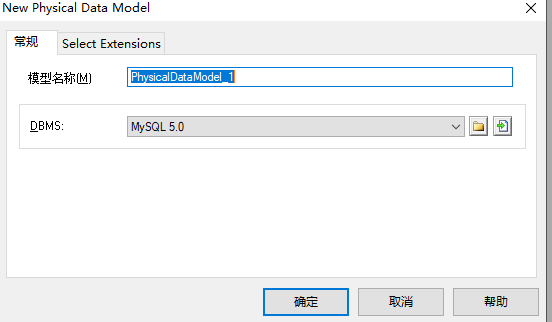 New Physical Data Model
常规
Select Extensions
模型名称(M)
PhysicalDataModel_1
DBMS:
MySQL 5.0
确定
取消
帮助